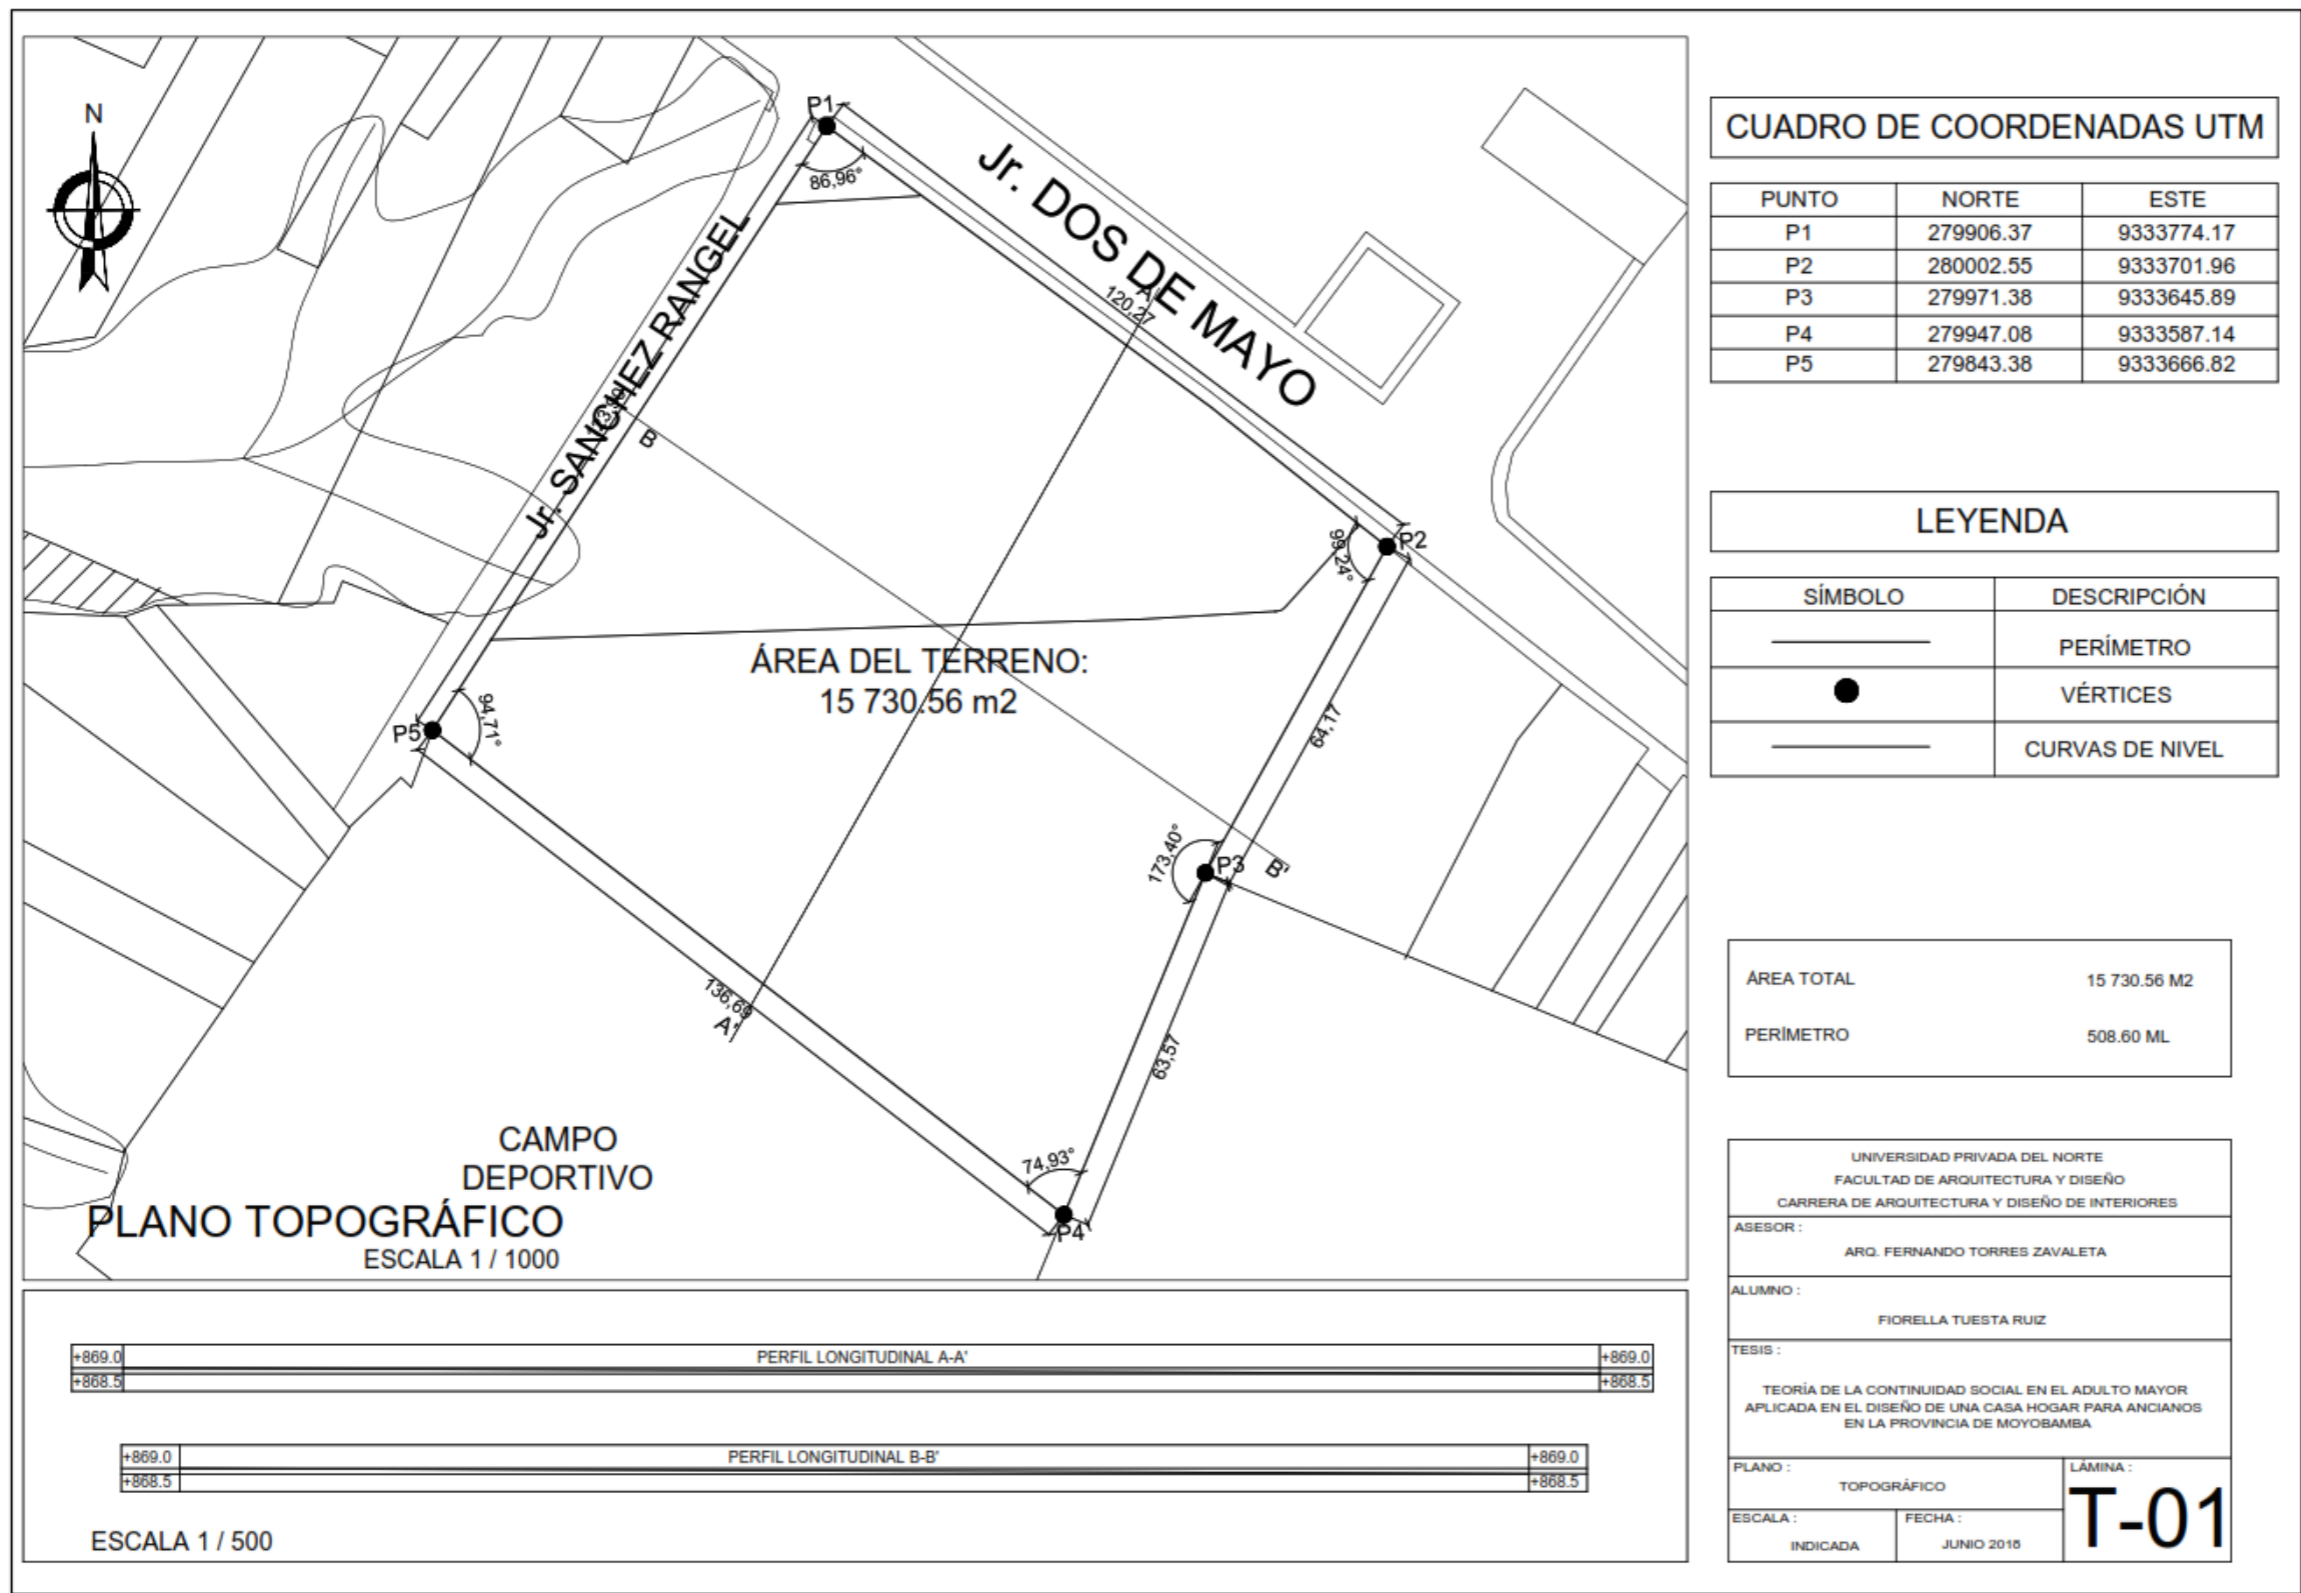 N
P1
86,96°
Jr. DOS DE MAYO
Jr. SANCHEZ RANGEL
120,27
A
B
P2
99,24°
ÁREA DEL TERRENO:
15 730.56 m2
94,71°
P5
64,17
173,40°
P3
B'
136,69
A'
63,57
74,93°
P4
CAMPO
DEPORTIVO
PLANO TOPOGRÁFICO
ESCALA 1 / 1000
+869.0 PERFIL LONGITUDINAL A-A' +869.0
+868.5 +868.5
+869.0 PERFIL LONGITUDINAL B-B' +869.0
+868.5 +868.5
ESCALA 1 / 500
CUADRO DE COORDENADAS UTM
PUNTO NORTE ESTE
P1 279906.37 9333774.17
P2 280002.55 9333701.96
P3 279971.38 9333645.89
P4 279947.08 9333587.14
P5 279843.38 9333666.82
LEYENDA
SÍMBOLO DESCRIPCIÓN
PERÍMETRO
VÉRTICES
CURVAS DE NIVEL
ÁREA TOTAL 15 730.56 M2
PERÍMETRO 508.60 ML
UNIVERSIDAD PRIVADA DEL NORTE
FACULTAD DE ARQUITECTURA Y DISEÑO
CARRERA DE ARQUITECTURA Y DISEÑO DE INTERIORES
ASESOR :
ARQ. FERNANDO TORRES ZAVALETA
ALUMNO :
FIORELLA TUESTA RUIZ
TESIS :
TEORÍA DE LA CONTINUIDAD SOCIAL EN EL ADULTO MAYOR
APLICADA EN EL DISEÑO DE UNA CASA HOGAR PARA ANCIANOS
EN LA PROVINCIA DE MOYOBAMBA
PLANO :
TOPOGRÁFICO
LÁMINA :
T-01
ESCALA :
INDICADA
FECHA :
JUNIO 2018